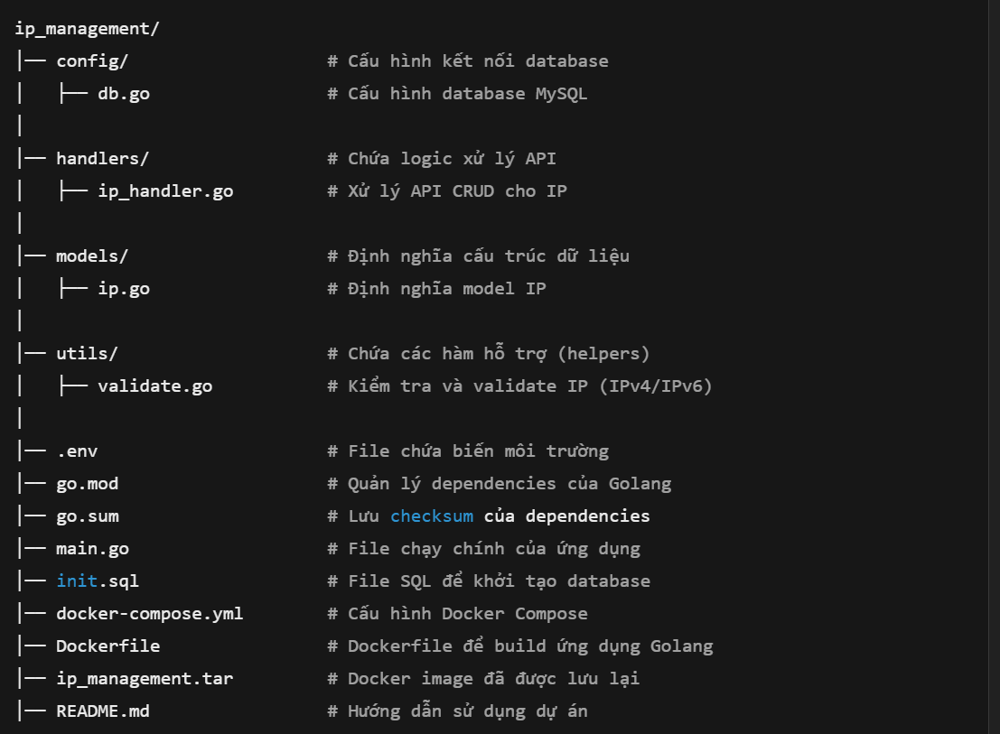 ip_management/
│── config/                   # Cấu hình kết nối database
│   ├── db.go                 # Cấu hình database MySQL
│
│── handlers/                 # Chứa logic xử lý API
│   ├── ip_handler.go         # Xử lý API CRUD cho IP
│
│── models/                   # Định nghĩa cấu trúc dữ liệu
│   ├── ip.go                 # Định nghĩa model IP
│
│── utils/                    # Chứa các hàm hỗ trợ (helpers)
│   ├── validate.go           # Kiểm tra và validate IP (IPv4/IPv6)
│
│── .env                      # File chứa biến môi trường
│── go.mod                    # Quản lý dependencies của Golang
│── go.sum                    # Lưu checksum của dependencies
│── main.go                   # File chạy chính của ứng dụng
│── init.sql                  # File SQL để khởi tạo database
│── docker-compose.yml        # Cấu hình Docker Compose
│── Dockerfile                # Dockerfile để build ứng dụng Golang
│── ip_management.tar         # Docker image đã được lưu lại
│── README.md                 # Hướng dẫn sử dụng dự án